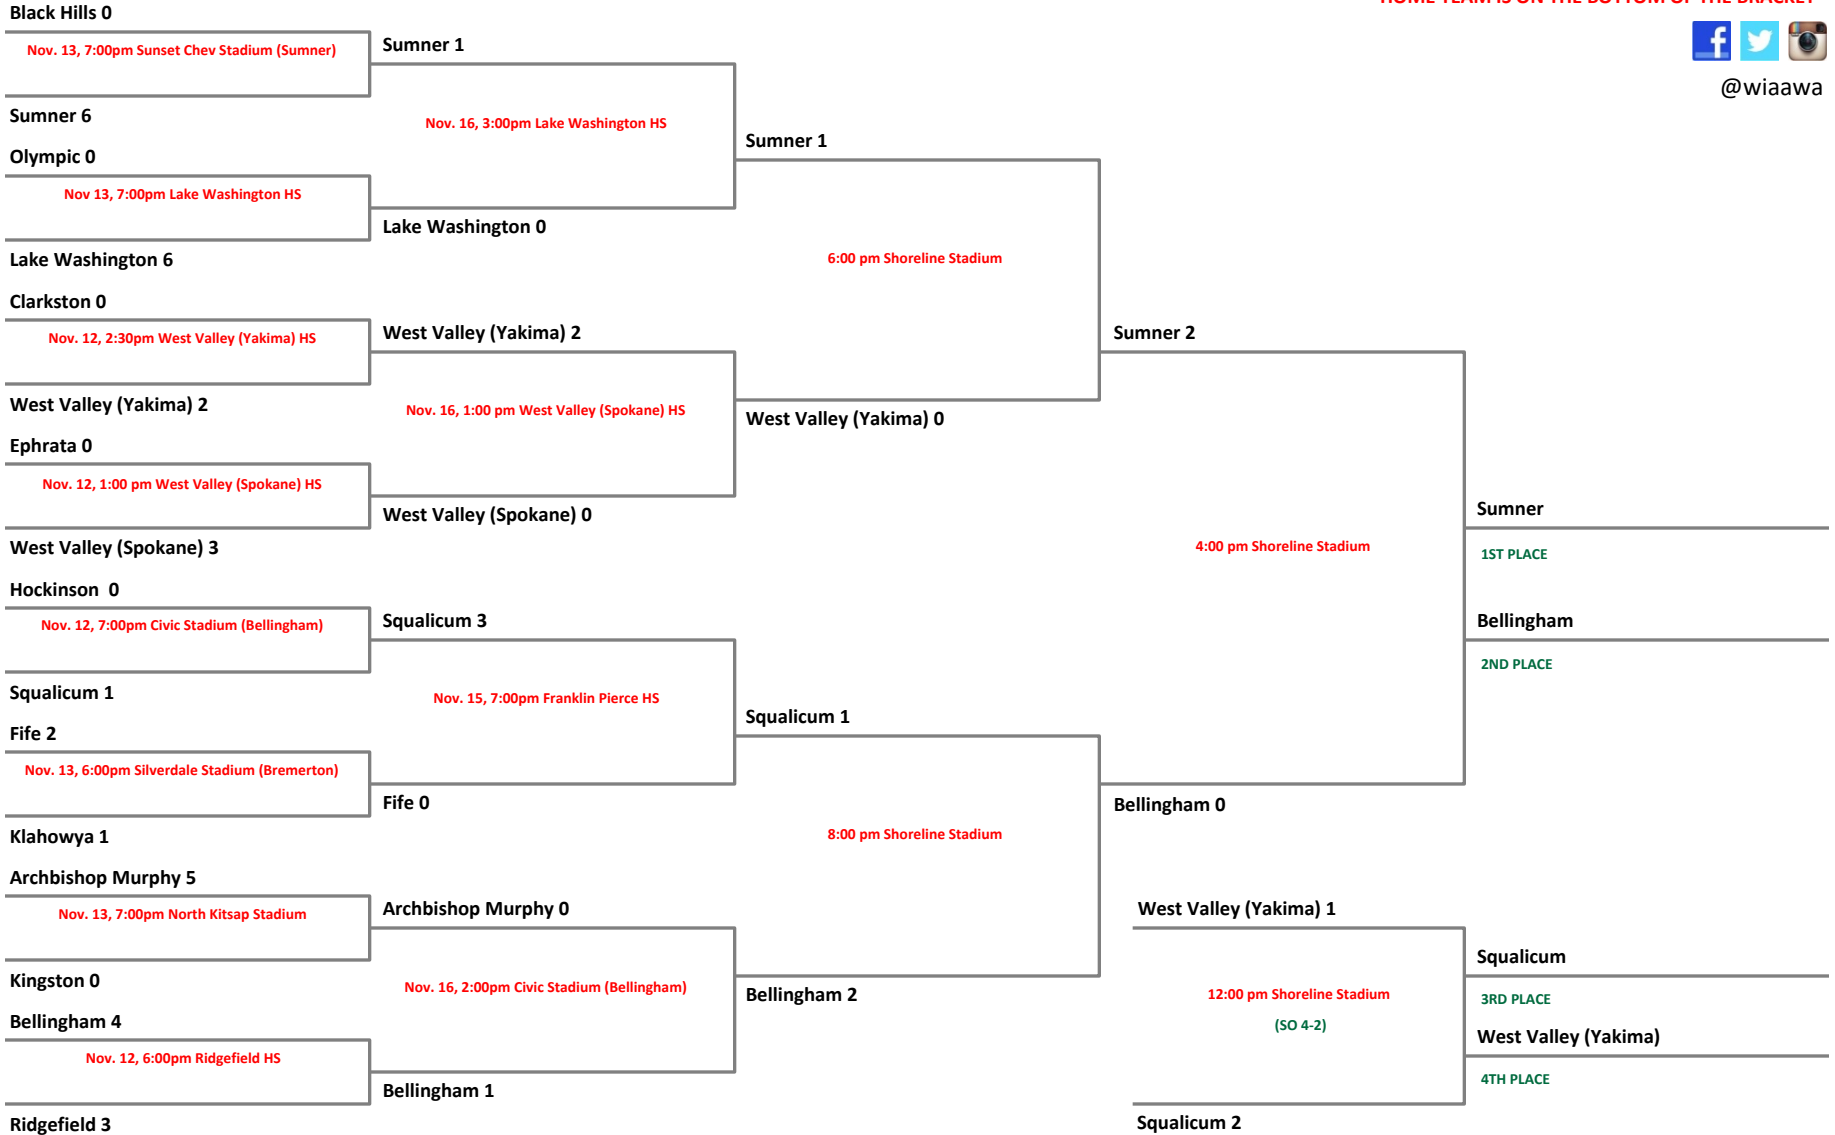 HOME TEAM IS ON THE BOTTOM OF THE BRACKET
@wiaawa
Black Hills 0
Nov. 13, 7:00pm Sunset Chev Stadium (Sumner)
Sumner 6
Olympic 0
Nov 13, 7:00pm Lake Washington HS
Lake Washington 6
Clarkston 0
Nov. 12, 2:30pm West Valley (Yakima) HS
West Valley (Yakima) 2
Ephrata 0
Nov. 12, 1:00 pm West Valley (Spokane) HS
West Valley (Spokane) 3
Hockinson 0
Nov. 12, 7:00pm Civic Stadium (Bellingham)
Squalicum 1
Fife 2
Nov. 13, 6:00pm Silverdale Stadium (Bremerton)
Klahowya 1
Archbishop Murphy 5
Nov. 13, 7:00pm North Kitsap Stadium
Kingston 0
Bellingham 4
Nov. 12, 6:00pm Ridgefield HS
Ridgefield 3
Sumner 1
Nov. 16, 3:00pm Lake Washington HS
Lake Washington 0
West Valley (Yakima) 2
Nov. 16, 1:00 pm West Valley (Spokane) HS
West Valley (Spokane) 0
Squalicum 3
Nov. 15, 7:00pm Franklin Pierce HS
Fife 0
Archbishop Murphy 0
Nov. 16, 2:00pm Civic Stadium (Bellingham)
Bellingham 1
Sumner 1
6:00 pm Shoreline Stadium
West Valley (Yakima) 0
Squalicum 1
8:00 pm Shoreline Stadium
Bellingham 2
Sumner 2
4:00 pm Shoreline Stadium
Bellingham 0
West Valley (Yakima) 1
12:00 pm Shoreline Stadium
(SO 4-2)
Squalicum 2
Sumner
1ST PLACE
Bellingham
2ND PLACE
Squalicum
3RD PLACE
West Valley (Yakima)
4TH PLACE